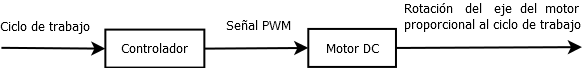 Ciclo de trabajo
Controlador
Señal PWM
Motor DC
Rotación del eje del motor
proporcional al ciclo de trabajo